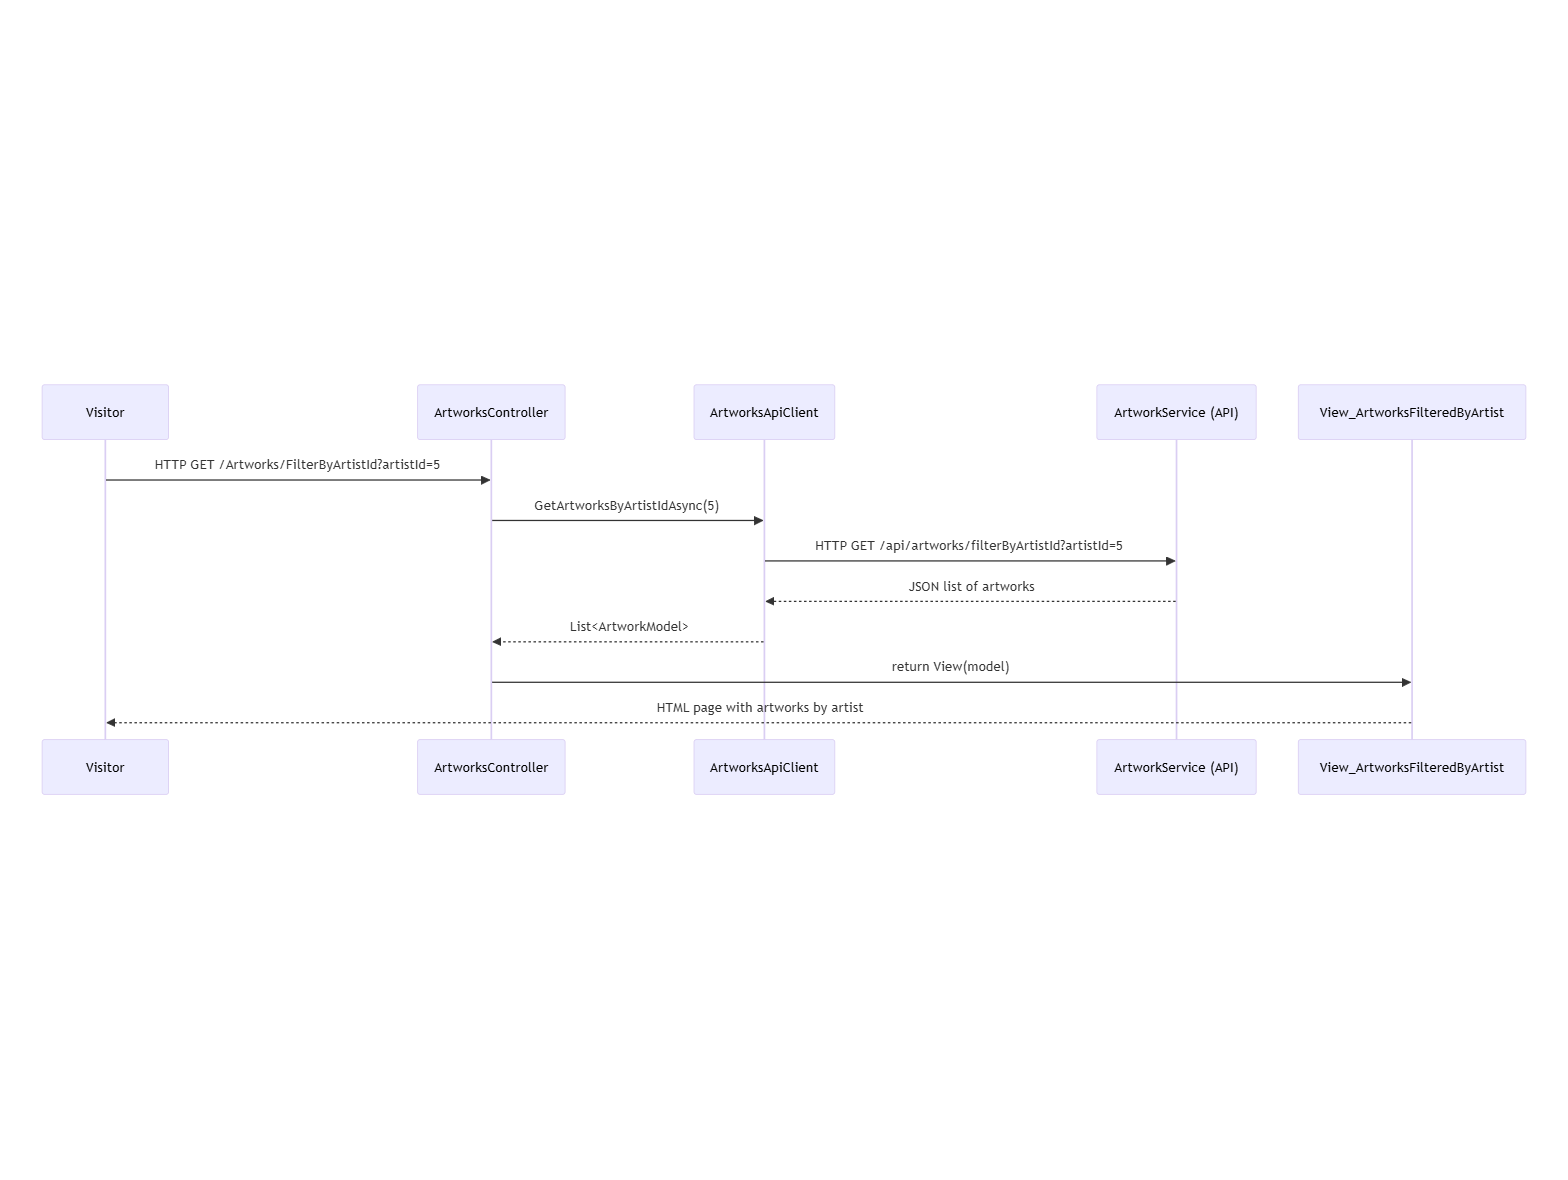 Visitor
ArtworksController
ArtworksApiClient
ArtworkService (API)
View_ArtworksFilteredByArtist
HTTP GET /Artworks/FilterByArtistId?artistId=5
GetArtworksByArtistIdAsync(5)
HTTP GET /api/artworks/filterByArtistId?artistId=5
JSON list of artworks
List<ArtworkModel>
return View(model)
HTML page with artworks by artist
Visitor
ArtworksController
ArtworksApiClient
ArtworkService (API)
View_ArtworksFilteredByArtist